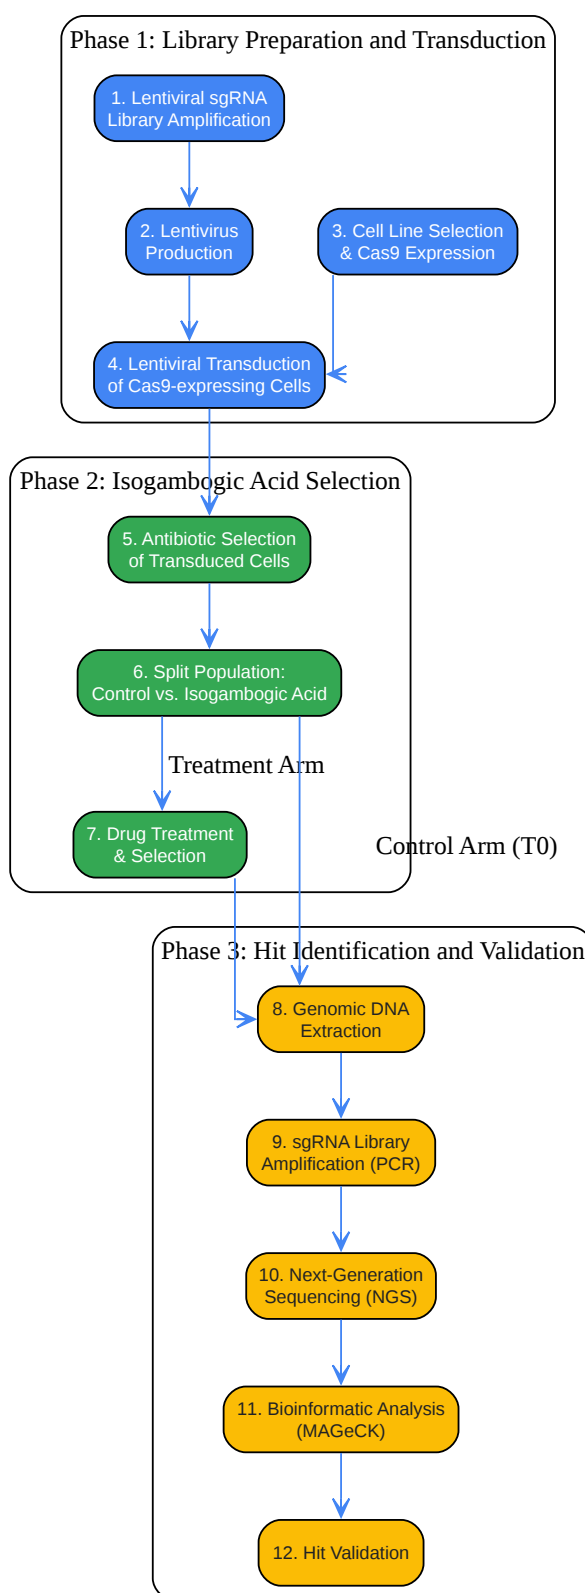 Phase 1: Library Preparation and Transduction
1. Lentiviral sgRNA
Library Amplification
2. Lentivirus
Production
3. Cell Line Selection
& Cas9 Expression
4. Lentiviral Transduction
of Cas9-expressing Cells
Phase 2: Isogambogic Acid Selection
5. Antibiotic Selection
of Transduced Cells
6. Split Population:
Control vs. Isogambogic Acid
Treatment Arm
7. Drug Treatment
& Selection
Control Arm (T0)
Phase 3: Hit Identification and Validation
8. Genomic DNA
Extraction
9. sgRNA Library
Amplification (PCR)
10. Next-Generation
Sequencing (NGS)
11. Bioinformatic Analysis
(MAGeCK)
12. Hit Validation